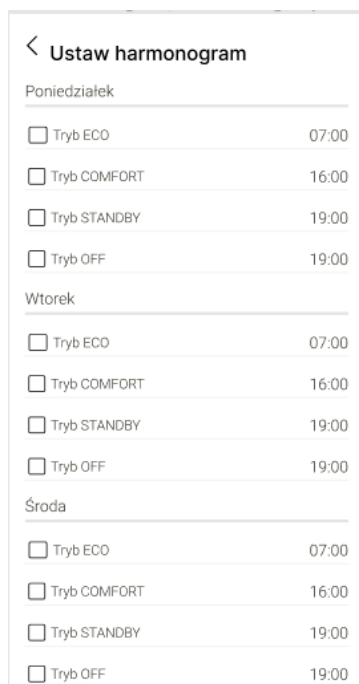 Ustaw harmonogram
Poniedziałek
Tryb ECO 07:00
Tryb COMFORT 16:00
Tryb STANDBY 19:00
Tryb OFF 19:00
Wtorek
Tryb ECO 07:00
Tryb COMFORT 16:00
Tryb STANDBY 19:00
Tryb OFF 19:00
Środa
Tryb ECO 07:00
Tryb COMFORT 16:00
Tryb STANDBY 19:00
Tryb OFF 19:00